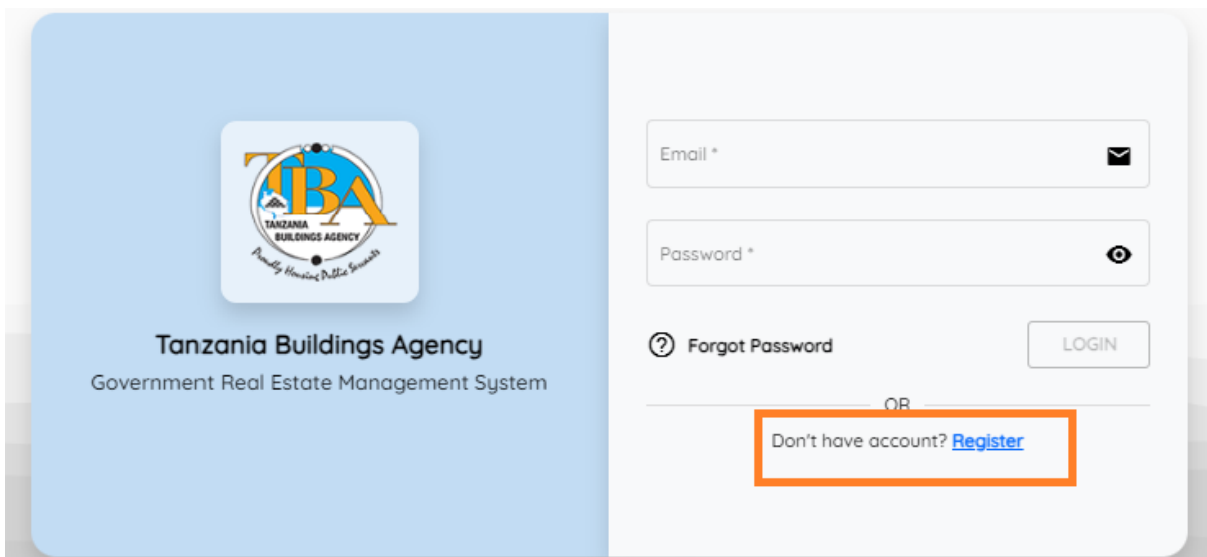 TBA
TANZANIA
BUILDINGS AGENCY
Proudly Housing Public Servants
Tanzania Buildings Agency
Government Real Estate Management System
Email *
Password *
Forgot Password
LOGIN
OR
Don't have account? Register